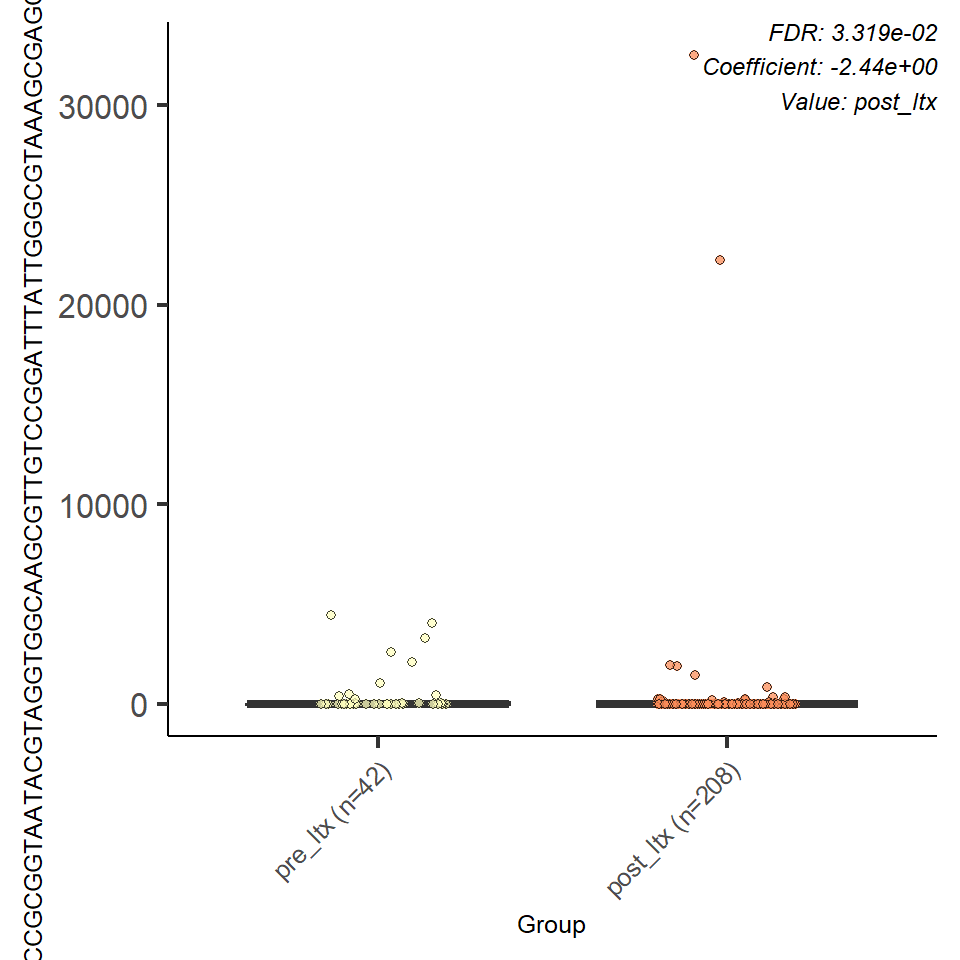 FDR: 3.319e-02
Coefficient: -2.44e+00
Value: post_ltx
CCGCGGTAATACGTAGGTGGCAAGCGTTGTCCGGATTTATTGGGCGTAAAGCGAGC
30000
20000
10000
0
pre_ltx (n=42)
post_ltx (n=208)
Group